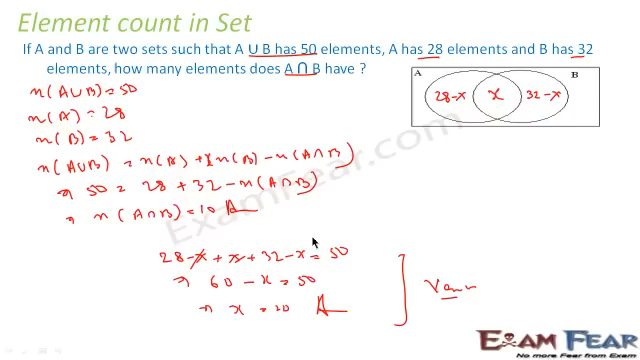 Element count in Set
If A and B are two sets such that A ∪ B has 50 elements, A has 28 elements and B has 32
elements, how many elements does A ∩ B have ?
A
B
28-x
x
32-x
n(A∪B)=50
n(A) = 28
n(B) = 32
n(A∪B) = n(A) + n(B) - n(A∩B)
⇒ 50 = 28 + 32 - n(A∩B)
⇒ n(A∩B) = 10 A
28-x + x + 32-x = 50
⇒ 60 - x = 50
⇒ x = 10 A
Venn
ExamFear.com
EXAM FEAR
No more fear from Exams